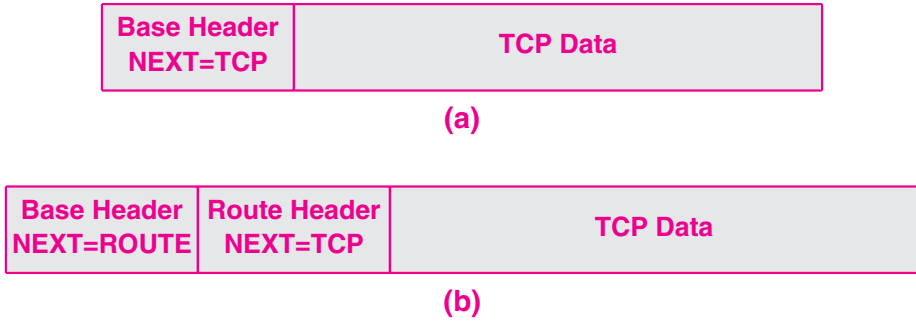 Base Header
NEXT=TCP
TCP Data
(a)
Base Header
NEXT=ROUTE
Route Header
NEXT=TCP
TCP Data
(b)